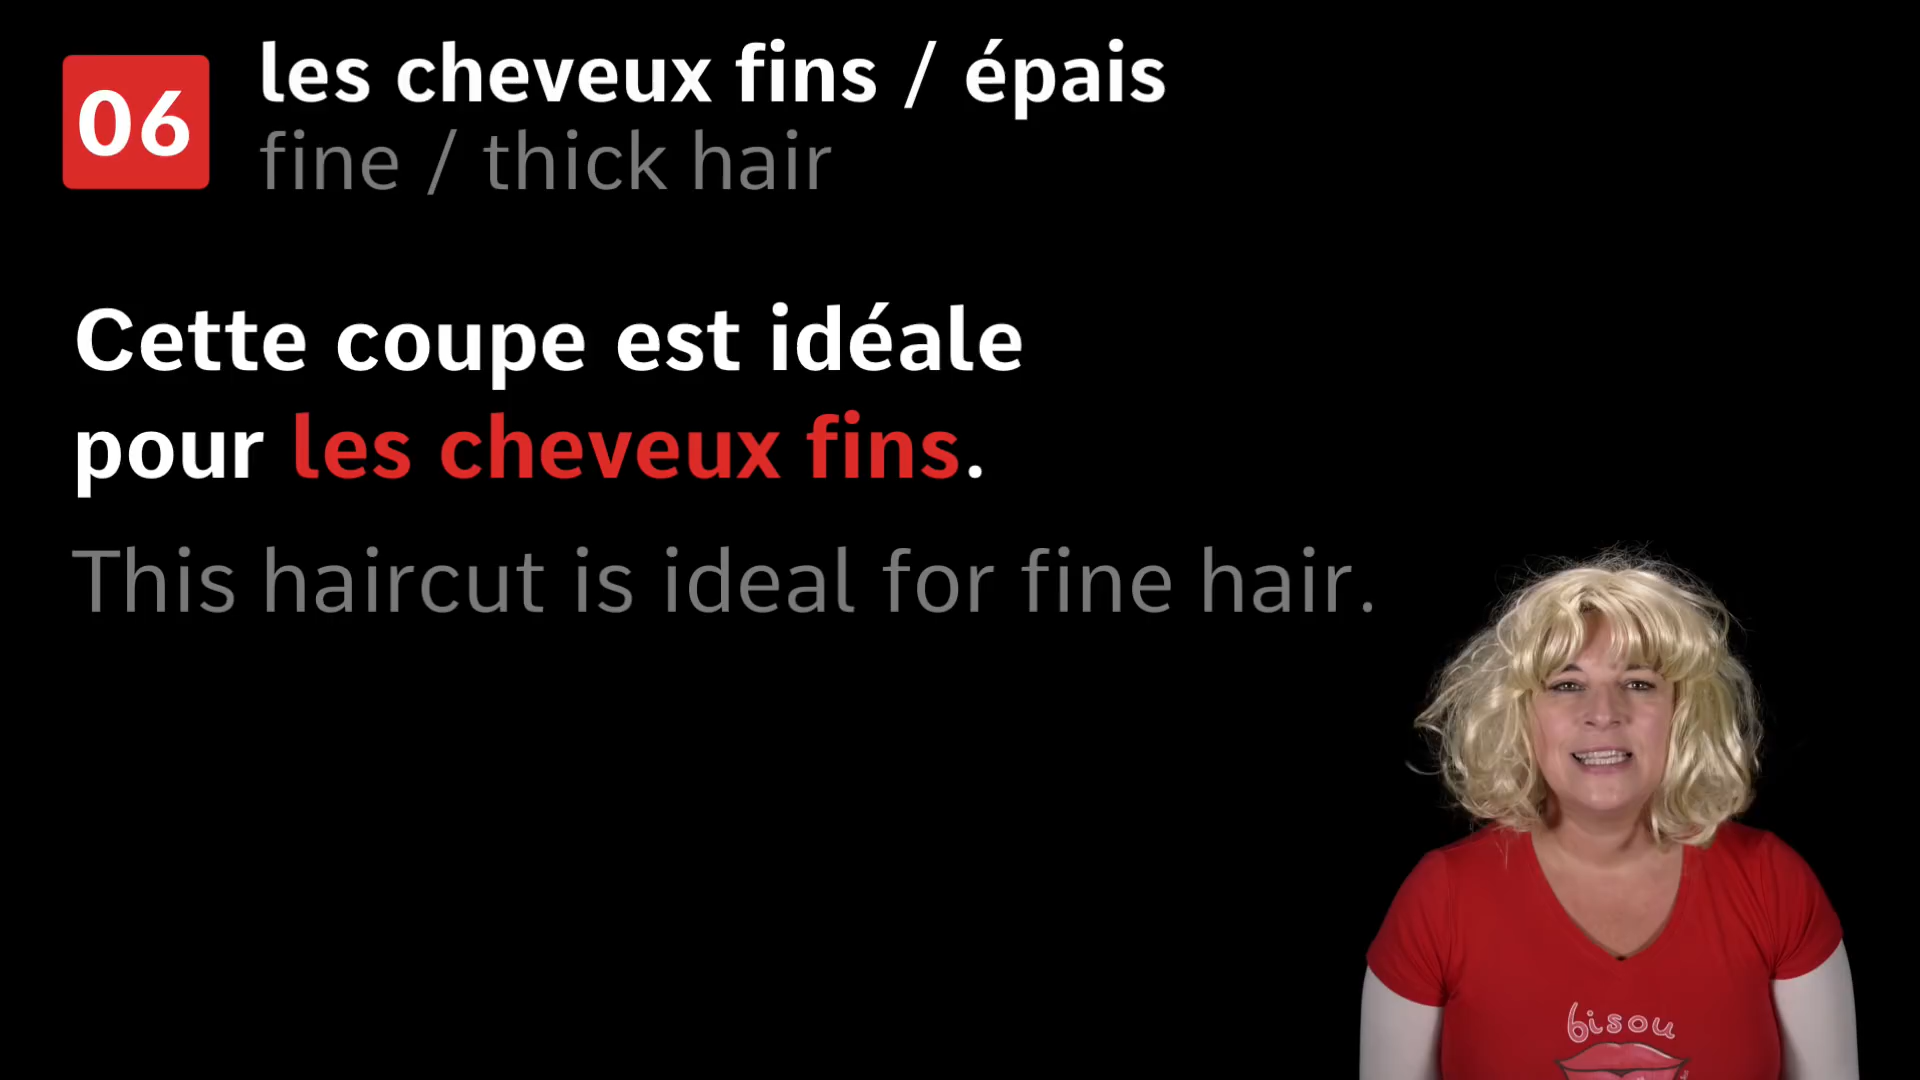 06
les cheveux fins / épais
fine / thick hair
Cette coupe est idéale
pour les cheveux fins.
This haircut is ideal for fine hair.
bisou